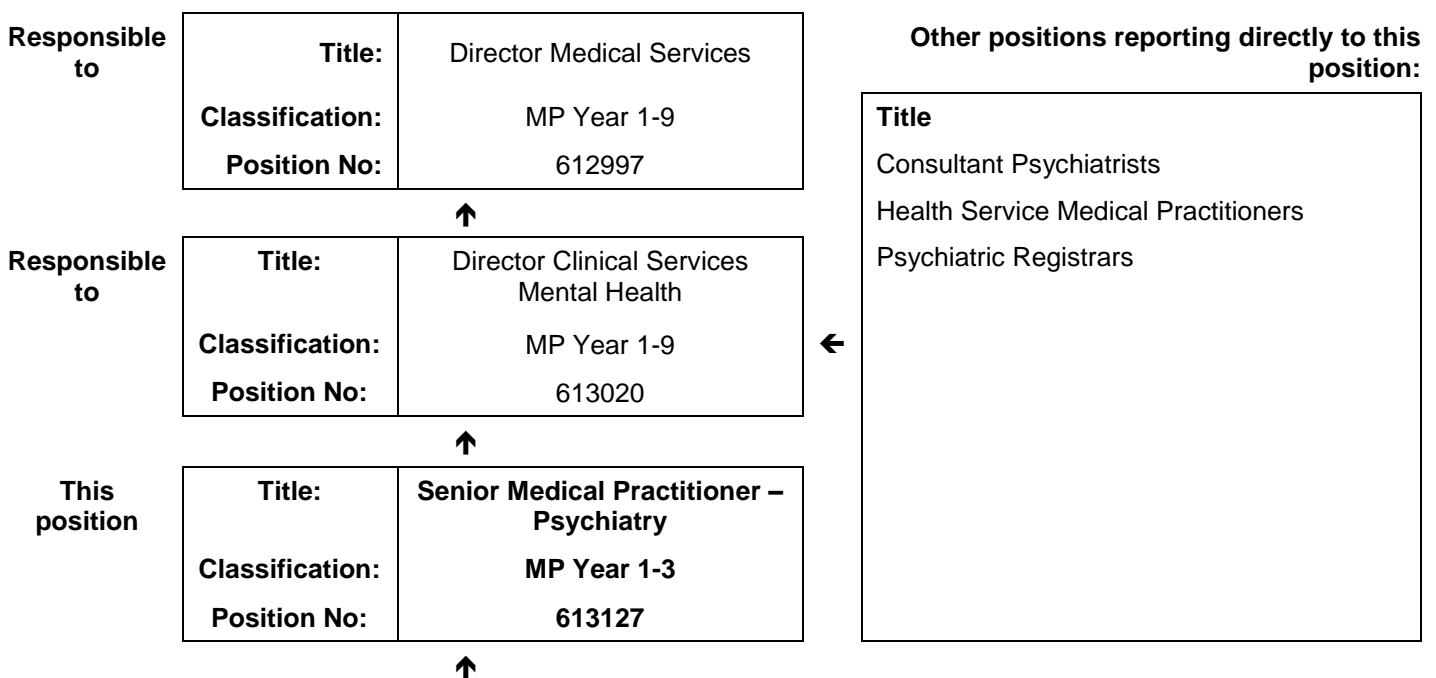 Responsible to
Title: Director Medical Services
Classification: MP Year 1-9
Position No: 612997
↑
Responsible to
Title: Director Clinical Services Mental Health
Classification: MP Year 1-9
Position No: 613020
↑
This position
Title: Senior Medical Practitioner – Psychiatry
Classification: MP Year 1-3
Position No: 613127
↑
Other positions reporting directly to this position:
←
Title
Consultant Psychiatrists
Health Service Medical Practitioners
Psychiatric Registrars